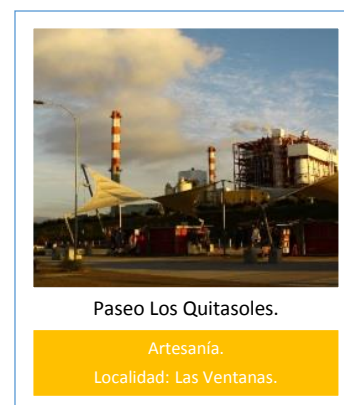 Paseo Los Quitasoles.
Artesanía.
Localidad: Las Ventanas.